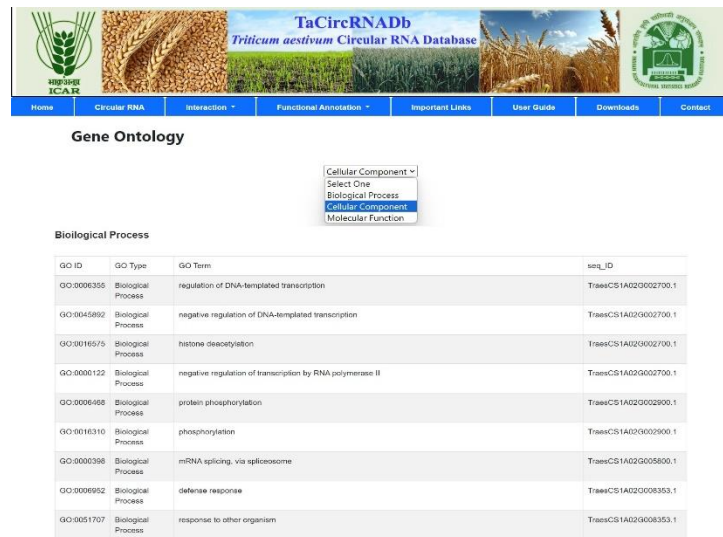 TaCircRNADb
Triticum aestivum Circular RNA Database
भाकृअनुप
ICAR
Home Circular RNA Interaction Functional Annotation Important Links User Guide Downloads Contact
Gene Ontology
Cellular Component
Select One
Biological Process
Cellular Component
Molecular Function
Bioilogical Process
GO ID GO Type GO Term seq_ID
GO:0006355 Biological Process regulation of DNA-templated transcription TraesCS1A02G002700.1
GO:0045892 Biological Process negative regulation of DNA-templated transcription TraesCS1A02G002700.1
GO:0016575 Biological Process histone deacetylation TraesCS1A02G002700.1
GO:0000122 Biological Process negative regulation of transcription by RNA polymerase II TraesCS1A02G002700.1
GO:0006468 Biological Process protein phosphorylation TraesCS1A02G002900.1
GO:0016310 Biological Process phosphorylation TraesCS1A02G002900.1
GO:0000398 Biological Process mRNA splicing, via spliceosome TraesCS1A02G005800.1
GO:0006952 Biological Process defense response TraesCS1A02G008353.1
GO:0051707 Biological Process response to other organism TraesCS1A02G008353.1